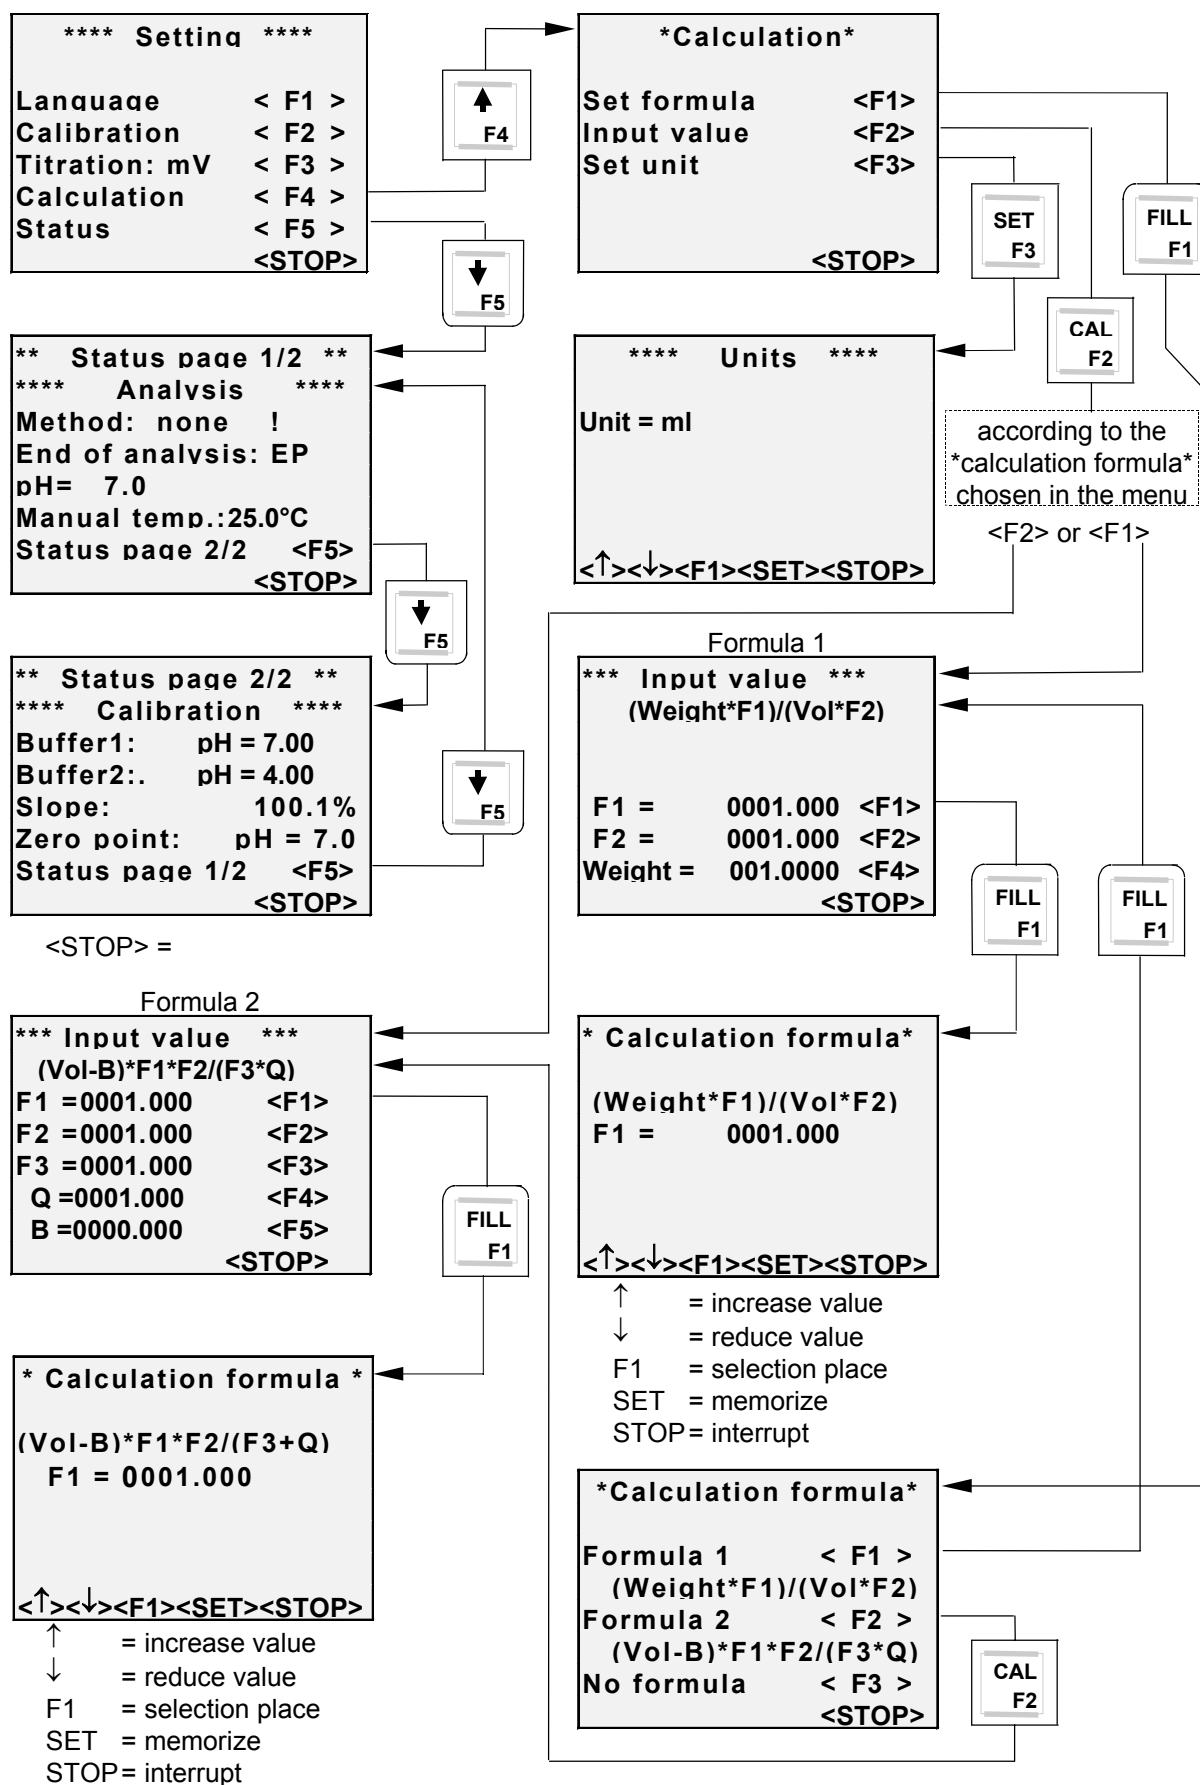 **** Setting ****
Language < F1 >
Calibration < F2 >
Titration: mV < F3 >
Calculation < F4 >
Status < F5 >
<STOP>
F4
F5
*Calculation*
Set formula <F1>
Input value <F2>
Set unit <F3>
<STOP>
SET
F3
FILL
F1
CAL
F2
** Status page 1/2 **
**** Analysis ****
Method: none !
End of analysis: EP
pH= 7.0
Manual temp.:25.0°C
Status page 2/2 <F5>
<STOP>
F5
**** Units ****
Unit = ml
<↑><↓><F1><SET><STOP>
according to the
*calculation formula*
chosen in the menu
<F2> or <F1>
** Status page 2/2 **
**** Calibration ****
Buffer1: pH = 7.00
Buffer2:. pH = 4.00
Slope: 100.1%
Zero point: pH = 7.0
Status page 1/2 <F5>
<STOP>
F5
<STOP> =
Formula 1
*** Input value ***
(Weight*F1)/(Vol*F2)
F1 = 0001.000 <F1>
F2 = 0001.000 <F2>
Weight = 001.0000 <F4>
<STOP>
FILL
F1
FILL
F1
Formula 2
*** Input value ***
(Vol-B)*F1*F2/(F3*Q)
F1 =0001.000 <F1>
F2 =0001.000 <F2>
F3 =0001.000 <F3>
Q =0001.000 <F4>
B =0000.000 <F5>
<STOP>
FILL
F1
* Calculation formula*
(Weight*F1)/(Vol*F2)
F1 = 0001.000
<↑><↓><F1><SET><STOP>
↑ = increase value
↓ = reduce value
F1 = selection place
SET = memorize
STOP= interrupt
* Calculation formula *
(Vol-B)*F1*F2/(F3+Q)
F1 = 0001.000
<↑><↓><F1><SET><STOP>
↑ = increase value
↓ = reduce value
F1 = selection place
SET = memorize
STOP= interrupt
*Calculation formula*
Formula 1 < F1 >
(Weight*F1)/(Vol*F2)
Formula 2 < F2 >
(Vol-B)*F1*F2/(F3*Q)
No formula < F3 >
<STOP>
CAL
F2